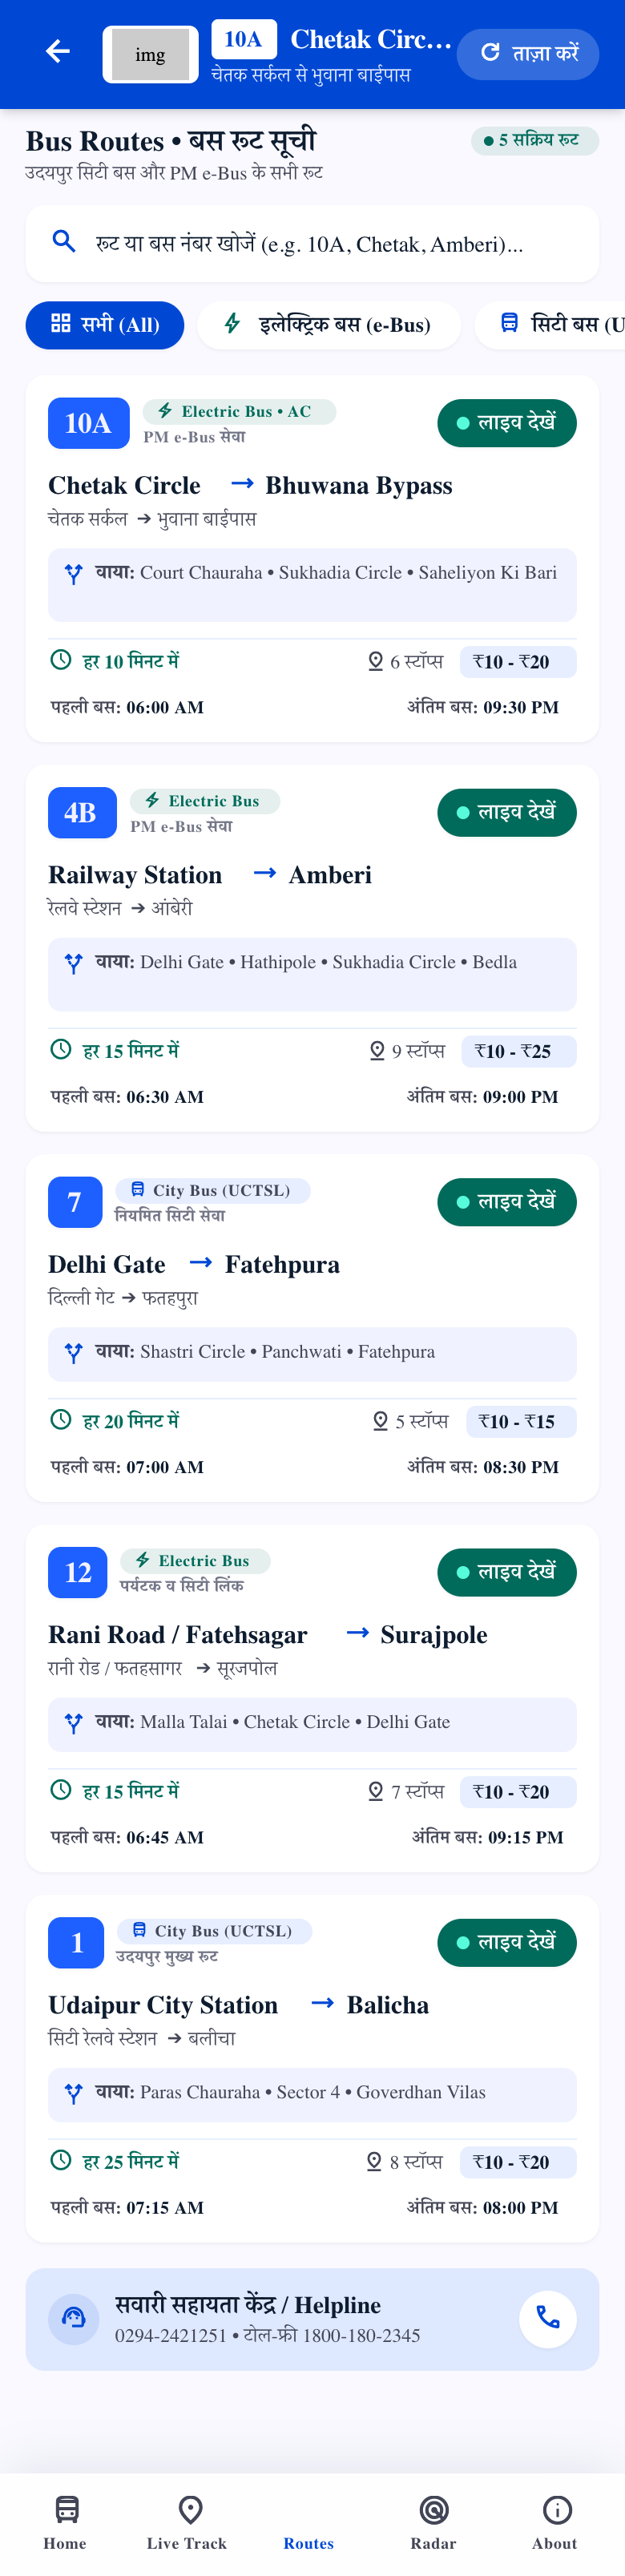 img
10A Chetak Circ...
चेतक सर्कल से भुवाना बाईपास
ताज़ा करें
Bus Routes • बस रूट सूची
5 सक्रिय रूट
उदयपुर सिटी बस और PM e-Bus के सभी रूट
रूट या बस नंबर खोजें (e.g. 10A, Chetak, Amberi)...
सभी (All) इलेक्ट्रिक बस (e-Bus) सिटी बस (U
10A Electric Bus • AC
PM e-Bus सेवा
लाइव देखें
Chetak Circle → Bhuwana Bypass
चेतक सर्कल → भुवाना बाईपास
वाया: Court Chauraha • Sukhadia Circle • Saheliyon Ki Bari
हर 10 मिनट में 6 स्टॉप्स ₹10 - ₹20
पहली बस: 06:00 AM अंतिम बस: 09:30 PM
4B Electric Bus
PM e-Bus सेवा
लाइव देखें
Railway Station → Amberi
रेलवे स्टेशन → आंबेरी
वाया: Delhi Gate • Hathipole • Sukhadia Circle • Bedla
हर 15 मिनट में 9 स्टॉप्स ₹10 - ₹25
पहली बस: 06:30 AM अंतिम बस: 09:00 PM
7 City Bus (UCTSL)
नियमित सिटी सेवा
लाइव देखें
Delhi Gate → Fatehpura
दिल्ली गेट → फतहपुरा
वाया: Shastri Circle • Panchwati • Fatehpura
हर 20 मिनट में 5 स्टॉप्स ₹10 - ₹15
पहली बस: 07:00 AM अंतिम बस: 08:30 PM
12 Electric Bus
पर्यटक व सिटी लिंक
लाइव देखें
Rani Road / Fatehsagar → Surajpole
रानी रोड / फतहसागर → सूरजपोल
वाया: Malla Talai • Chetak Circle • Delhi Gate
हर 15 मिनट में 7 स्टॉप्स ₹10 - ₹20
पहली बस: 06:45 AM अंतिम बस: 09:15 PM
1 City Bus (UCTSL)
उदयपुर मुख्य रूट
लाइव देखें
Udaipur City Station → Balicha
सिटी रेलवे स्टेशन → बलीचा
वाया: Paras Chauraha • Sector 4 • Goverdhan Vilas
हर 25 मिनट में 8 स्टॉप्स ₹10 - ₹20
पहली बस: 07:15 AM अंतिम बस: 08:00 PM
सवारी सहायता केंद्र / Helpline
0294-2421251 • टोल-फ्री 1800-180-2345
Home Live Track Routes Radar About